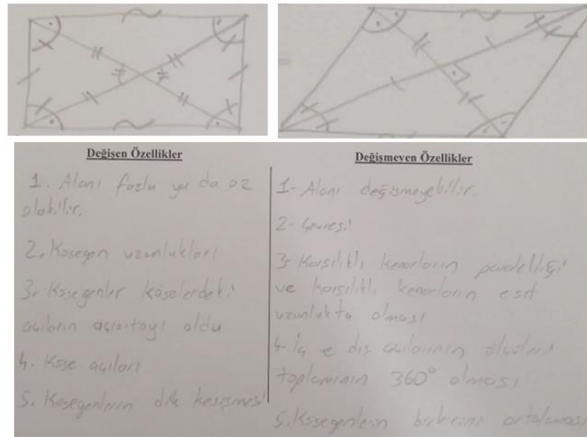 Değişen Özellikler
1. Alanı fazla ya da az
olabilir.
2. Köşegen uzunlukları
3. Köşegenler köşelerdeki
açıların açıortayı oldu
4. Köşe açıları
5. Köşegenlerin dik kesişmesi
Değişmeyen Özellikler
1- Alanı değişmeyebilir.
2- Çevresi
3- Karşılıklı kenarların paralelliği
ve karşılıklı kenarların eşit
uzunlukta olması
4- İç ve dış açılarının ölçüleri
toplamının 360° olması
5. Köşegenlerin birbirini ortalaması